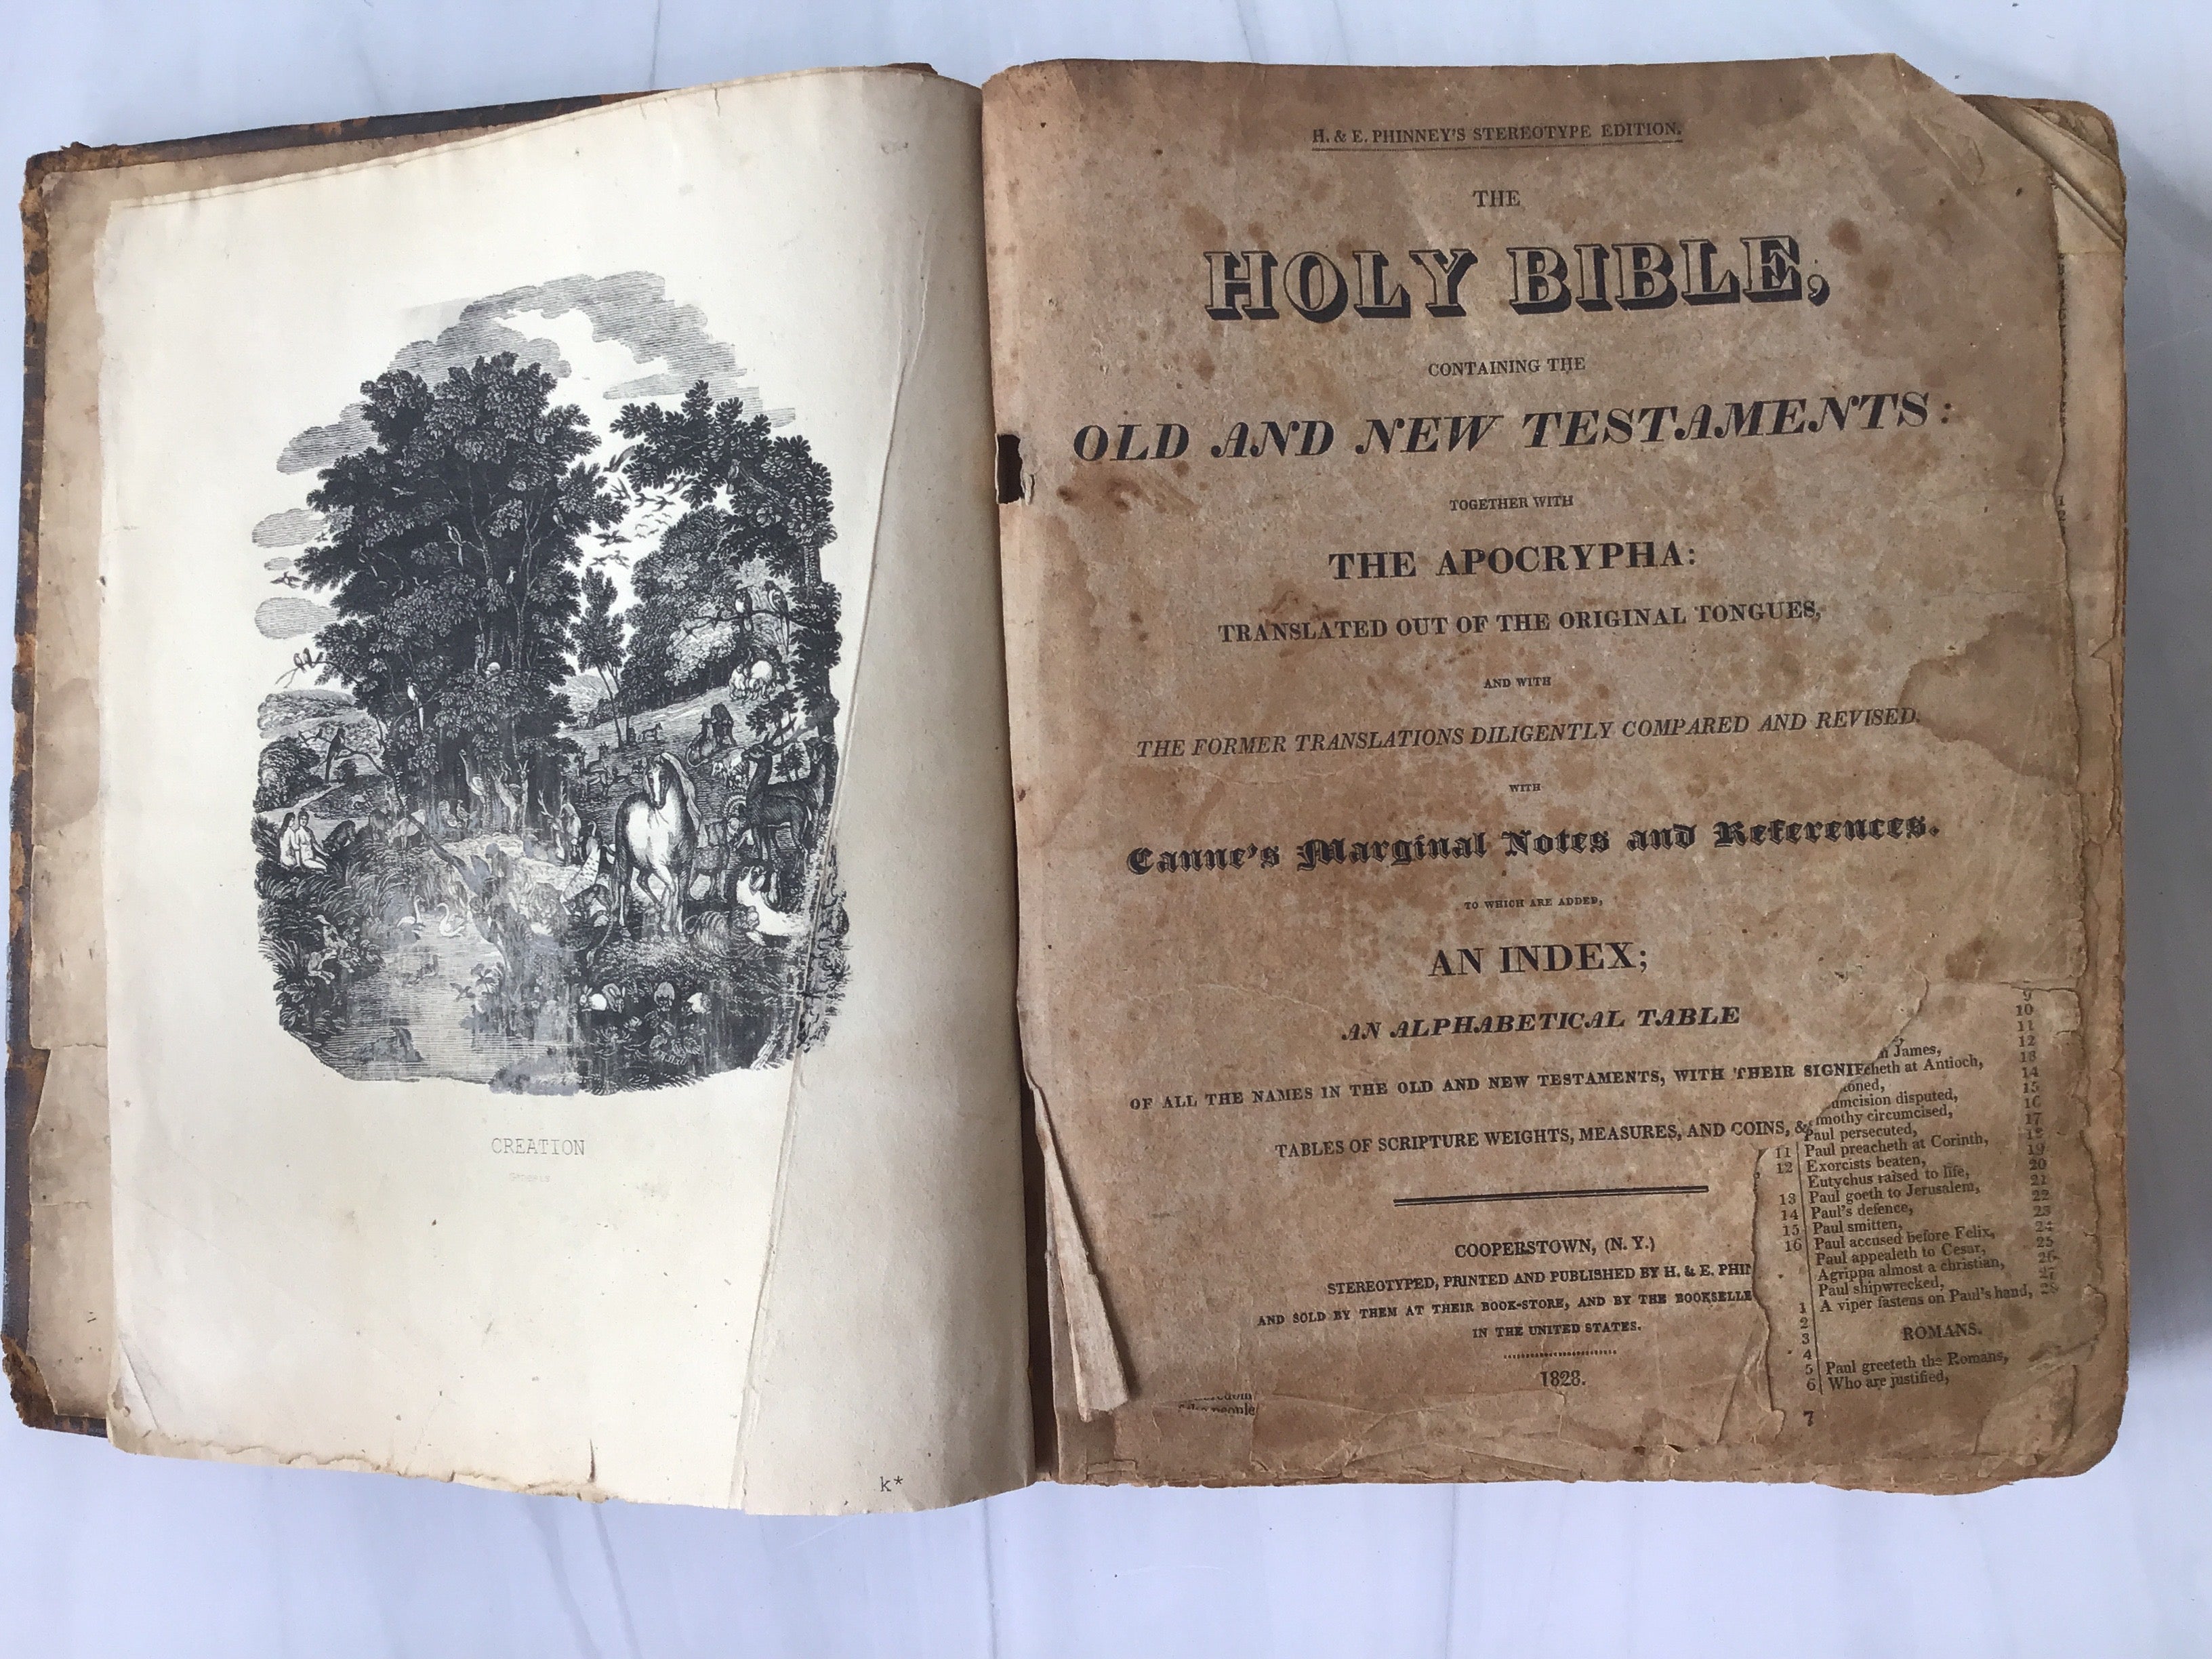 CREATION
k*
H. & E. PHINNEY'S STEREOTYPE EDITION.
THE
HOLY BIBLE,
CONTAINING THE
OLD AND NEW TESTAMENTS:
TOGETHER WITH
THE APOCRYPHA:
TRANSLATED OUT OF THE ORIGINAL TONGUES,
AND WITH
THE FORMER TRANSLATIONS DILIGENTLY COMPARED AND REVISED.
WITH
Canne's Marginal Notes and References.
TO WHICH ARE ADDED,
AN INDEX;
AN ALPHABETICAL TABLE
OF ALL THE NAMES IN THE OLD AND NEW TESTAMENTS, WITH THEIR SIGNIF
TABLES OF SCRIPTURE WEIGHTS, MEASURES, AND COINS, &
COOPERSTOWN, (N. Y.)
STEREOTYPED, PRINTED AND PUBLISHED BY H. & E. PHIN
AND SOLD BY THEM AT THEIR BOOK-STORE, AND BY THE BOOKSELLE
IN THE UNITED STATES.
1828.
people
9
10
11
James, 12
cheth at Antioch, 13
oned, 14
umcision disputed, 15
mothy circumcised, 16
Paul persecuted, 17
11 Paul preacheth at Corinth, 18
12 Exorcists beaten, 19
Eutychus raised to life, 20
13 Paul goeth to Jerusalem, 21
14 Paul's defence, 22
15 Paul smitten, 23
16 Paul accused before Felix, 24
Paul appealeth to Cesar, 25
Agrippa almost a christian, 26
Paul shipwrecked, 27
1 A viper fastens on Paul's hand, 28
2
3 ROMANS.
4
5 Paul greeteth the Romans,
6 Who are justified,
7